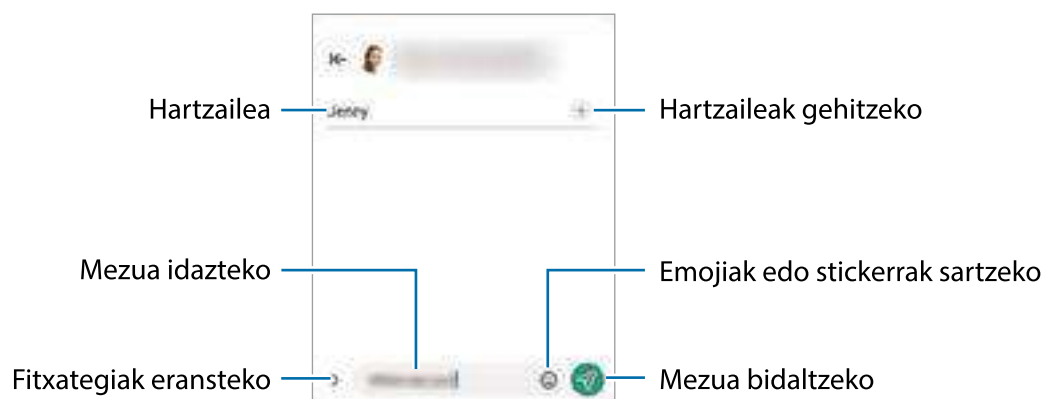 Hartzailea
Jenny
Hartzaileak gehitzeko
Mezua idazteko
Emojiak edo stickerrak sartzeko
Fitxategiak eransteko
Mezua bidaltzeko